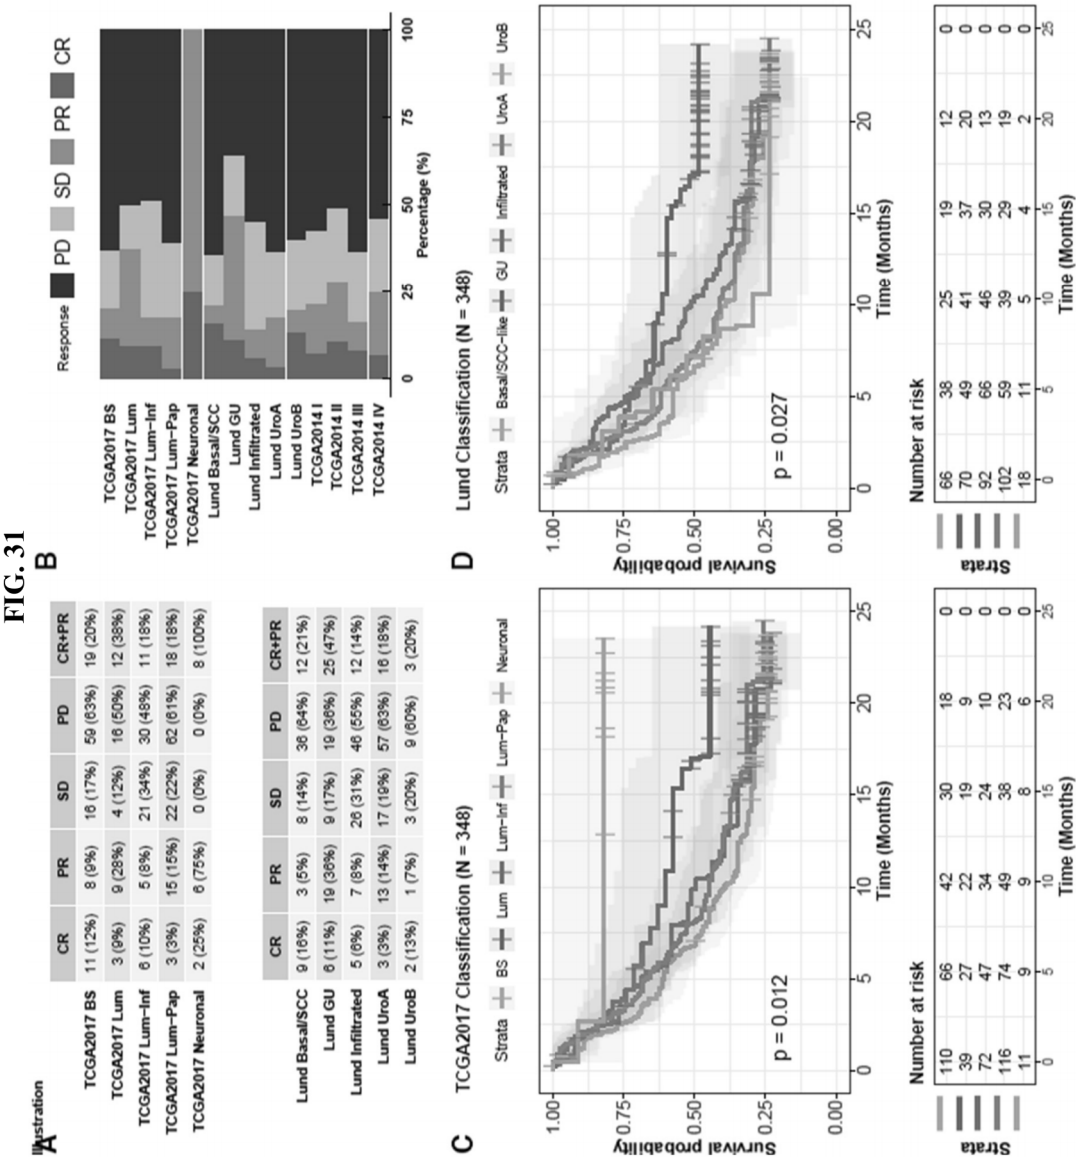 FIG. 31
Illustration
A
CR PR SD PD CR+PR
TCGA2017 BS 11 (12%) 8 (9%) 16 (17%) 59 (63%) 19 (20%)
TCGA2017 Lum 3 (9%) 9 (28%) 4 (12%) 16 (50%) 12 (38%)
TCGA2017 Lum-Inf 6 (10%) 5 (8%) 21 (34%) 30 (48%) 11 (18%)
TCGA2017 Lum-Pap 3 (3%) 15 (15%) 22 (22%) 62 (61%) 18 (18%)
TCGA2017 Neuronal 2 (25%) 6 (75%) 0 (0%) 0 (0%) 8 (100%)
CR PR SD PD CR+PR
Lund Basal/SCC 9 (16%) 3 (5%) 8 (14%) 36 (64%) 12 (21%)
Lund GU 6 (11%) 19 (36%) 9 (17%) 19 (36%) 25 (47%)
Lund Infiltrated 5 (6%) 7 (8%) 26 (31%) 46 (55%) 12 (14%)
Lund UroA 3 (3%) 13 (14%) 17 (19%) 57 (63%) 16 (18%)
Lund UroB 2 (13%) 1 (7%) 3 (20%) 9 (60%) 3 (20%)
B
Response PD SD PR CR
TCGA2017 BS
TCGA2017 Lum
TCGA2017 Lum-Inf
TCGA2017 Lum-Pap
TCGA2017 Neuronal
Lund Basal/SCC
Lund GU
Lund Infiltrated
Lund UroA
Lund UroB
TCGA2014 I
TCGA2014 II
TCGA2014 III
TCGA2014 IV
0 25 50 75 100
Percentage (%)
C
TCGA2017 Classification (N = 348)
Strata BS Lum Lum-Inf Lum-Pap Neuronal
Survival probability
1.00
0.75
0.50
0.25
0.00
p = 0.012
0 5 10 15 20 25
Time (Months)
Number at risk
Strata
110 66 42 30 18 0
39 27 22 19 9 0
72 47 34 24 10 0
116 74 49 38 23 0
11 9 9 8 6 0
0 5 10 15 20 25
Time (Months)
D
Lund Classification (N = 348)
Strata Basal/SCC-like GU Infiltrated UroA UroB
Survival probability
1.00
0.75
0.50
0.25
0.00
p = 0.027
0 5 10 15 20 25
Time (Months)
Number at risk
Strata
66 38 25 19 12 0
70 49 41 37 20 0
92 66 46 30 13 0
102 59 39 29 19 0
18 11 5 4 2 0
0 5 10 15 20 25
Time (Months)